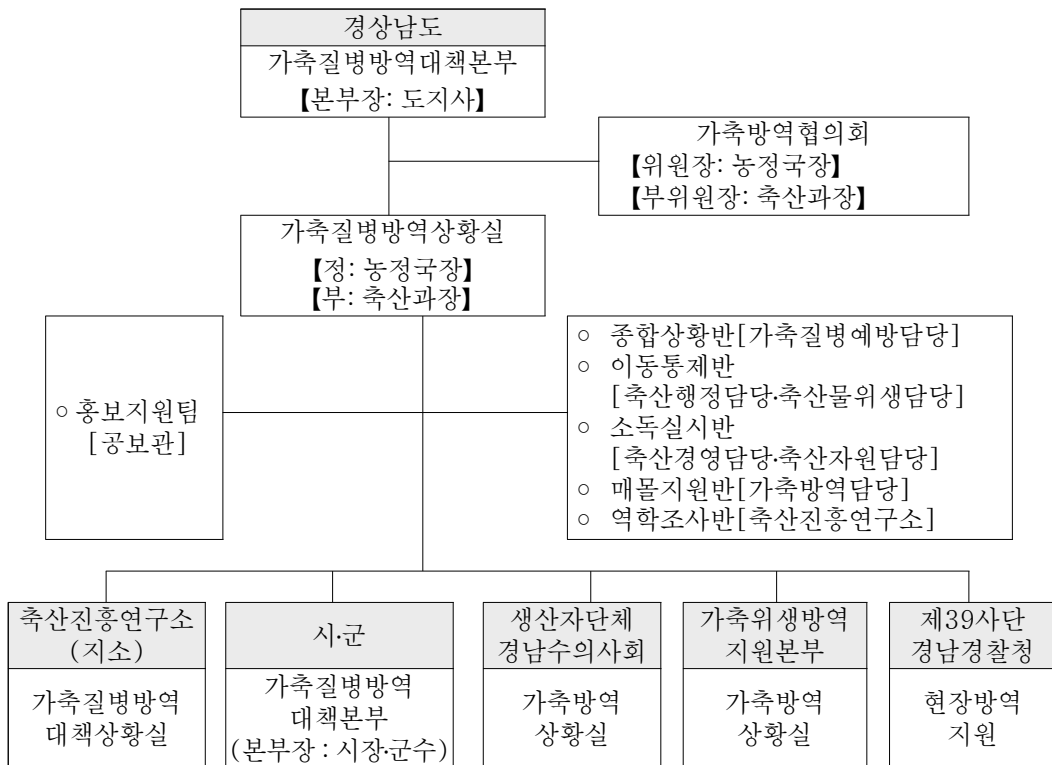 경상남도
가축질병방역대책본부
【본부장: 도지사】
가축방역협의회
【위원장: 농정국장】
【부위원장: 축산과장】
가축질병방역상황실
【정: 농정국장】
【부: 축산과장】
○ 홍보지원팀
[공보관]
○ 종합상황반[가축질병예방담당]
○ 이동통제반
[축산행정담당·축산물위생담당]
○ 소독실시반
[축산경영담당·축산자원담당]
○ 매몰지원반[가축방역담당]
○ 역학조사반[축산진흥연구소]
축산진흥연구소
(지소)
가축질병방역
대책상황실
시·군
가축질병방역
대책본부
(본부장 : 시장·군수)
생산자단체
경남수의사회
가축방역
상황실
가축위생방역
지원본부
가축방역
상황실
제39사단
경남경찰청
현장방역
지원